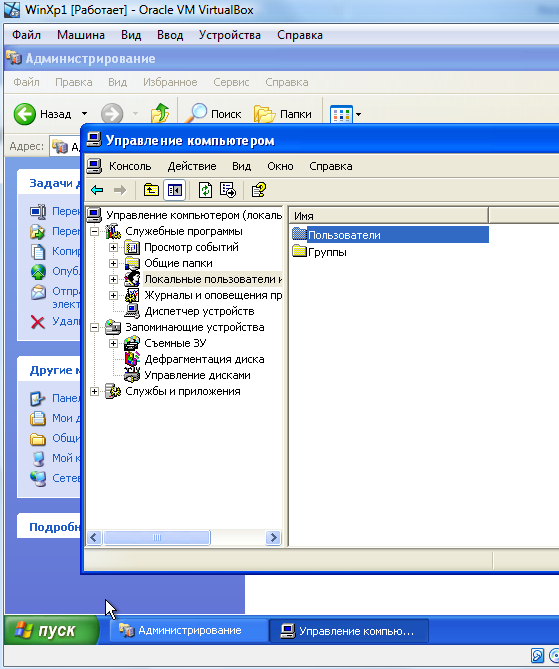 WinXp1 [Работает] - Oracle VM VirtualBox
Файл Машина Вид Ввод Устройства Справка
Администрирование
Файл Правка Вид Избранное Сервис Справка
Назад Поиск Папки
Адрес:
Управление компьютером
Консоль Действие Вид Окно Справка
Задачи
Другие
Панел
Мои д
Общи
Мой к
Сетев
Подробн
Перем
Копир
Опуб
Отпр
элект
Удал
Управление компьютером (локаль
Служебные программы
Просмотр событий
Общие папки
Локальные пользователи и
Журналы и оповещения пр
Диспетчер устройств
Запоминающие устройства
Съемные ЗУ
Дефрагментация диска
Управление дисками
Службы и приложения
Имя
Пользователи
Группы
пуск
Администрирование
Управление компью...